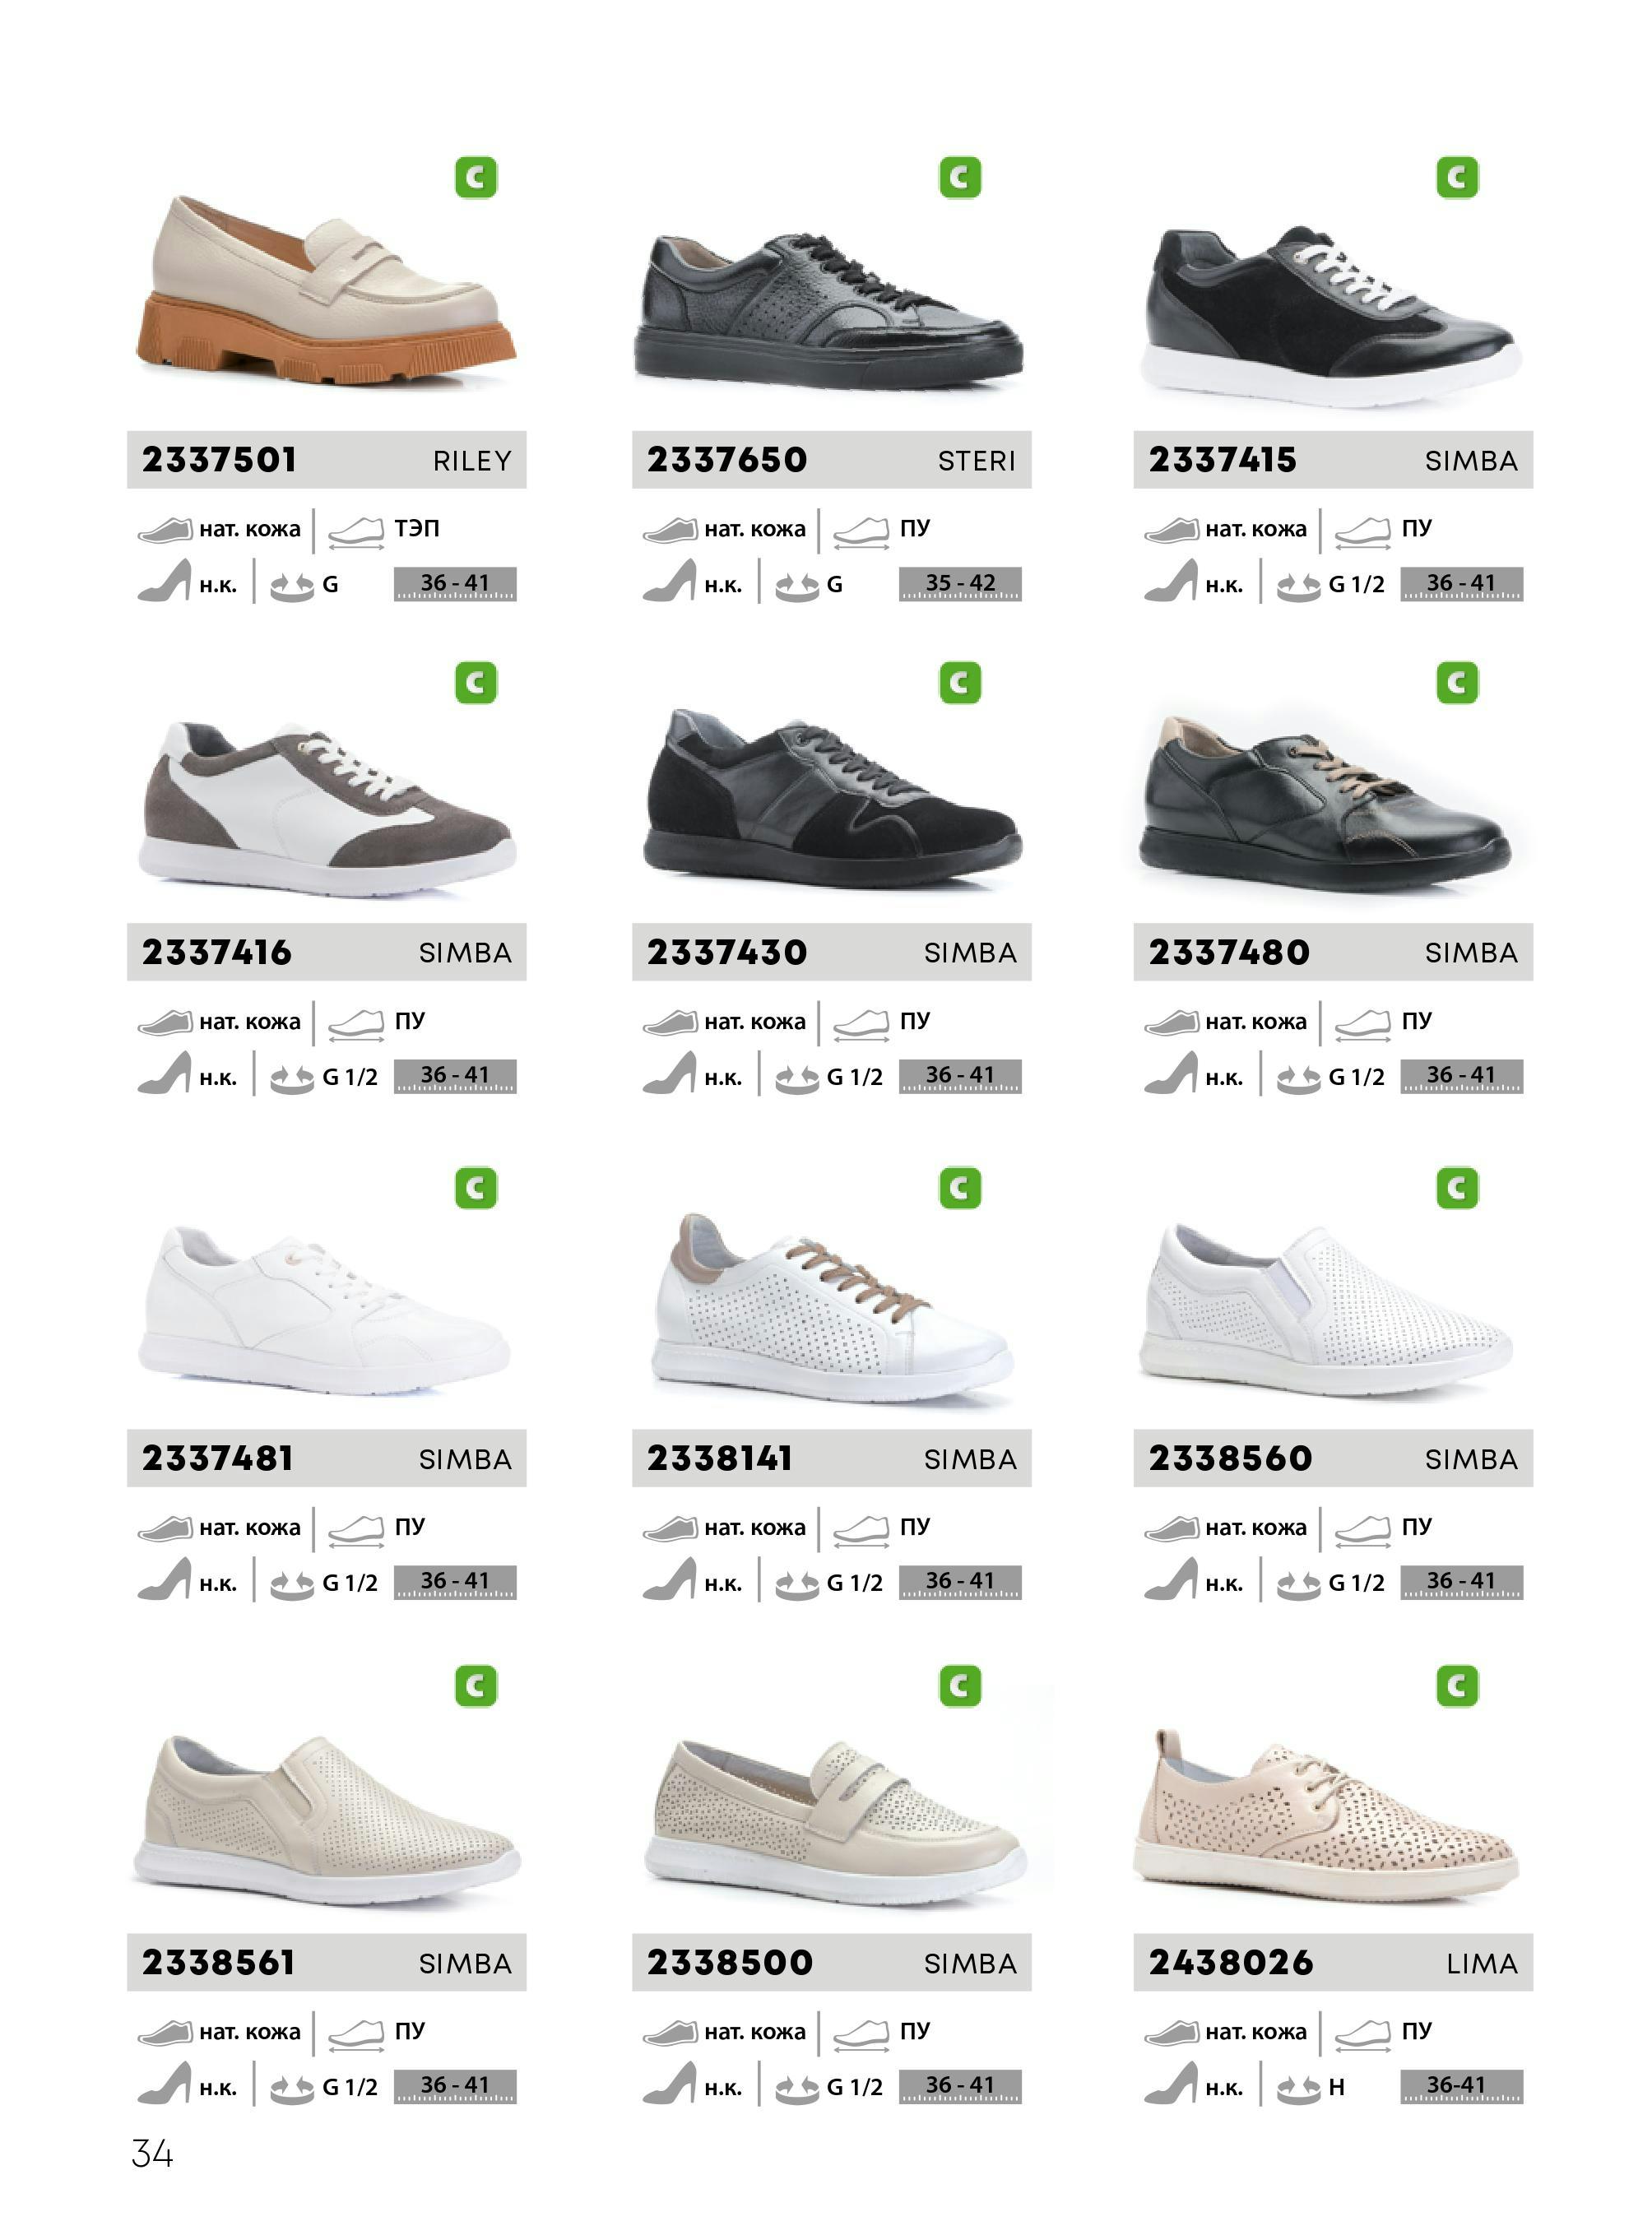 C C C
2337501 RILEY 2337650 STERI 2337415 SIMBA
нат. кожа ТЭП нат. кожа ПУ нат. кожа ПУ
н.к. G 36 - 41 н.к. G 35 - 42 н.к. G 1/2 36 - 41
C C C
2337416 SIMBA 2337430 SIMBA 2337480 SIMBA
нат. кожа ПУ нат. кожа ПУ нат. кожа ПУ
н.к. G 1/2 36 - 41 н.к. G 1/2 36 - 41 н.к. G 1/2 36 - 41
C C C
2337481 SIMBA 2338141 SIMBA 2338560 SIMBA
нат. кожа ПУ нат. кожа ПУ нат. кожа ПУ
н.к. G 1/2 36 - 41 н.к. G 1/2 36 - 41 н.к. G 1/2 36 - 41
C C C
2338561 SIMBA 2338500 SIMBA 2438026 LIMA
нат. кожа ПУ нат. кожа ПУ нат. кожа ПУ
н.к. G 1/2 36 - 41 н.к. G 1/2 36 - 41 н.к. H 36-41
34